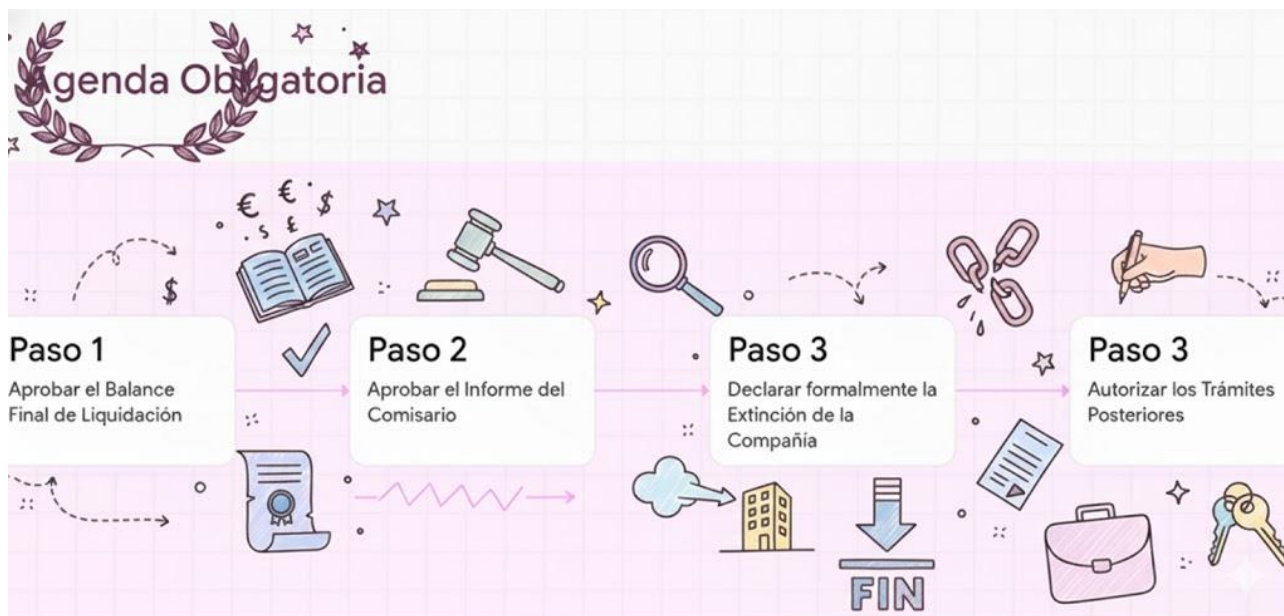 Agenda Obligatoria
€ € $
$ £
$
Paso 1
Aprobar el Balance
Final de Liquidación
Paso 2
Aprobar el Informe del
Comisario
Paso 3
Declarar formalmente la
Extinción de la
Compañía
Paso 3
Autorizar los Trámites
Posteriores
FIN